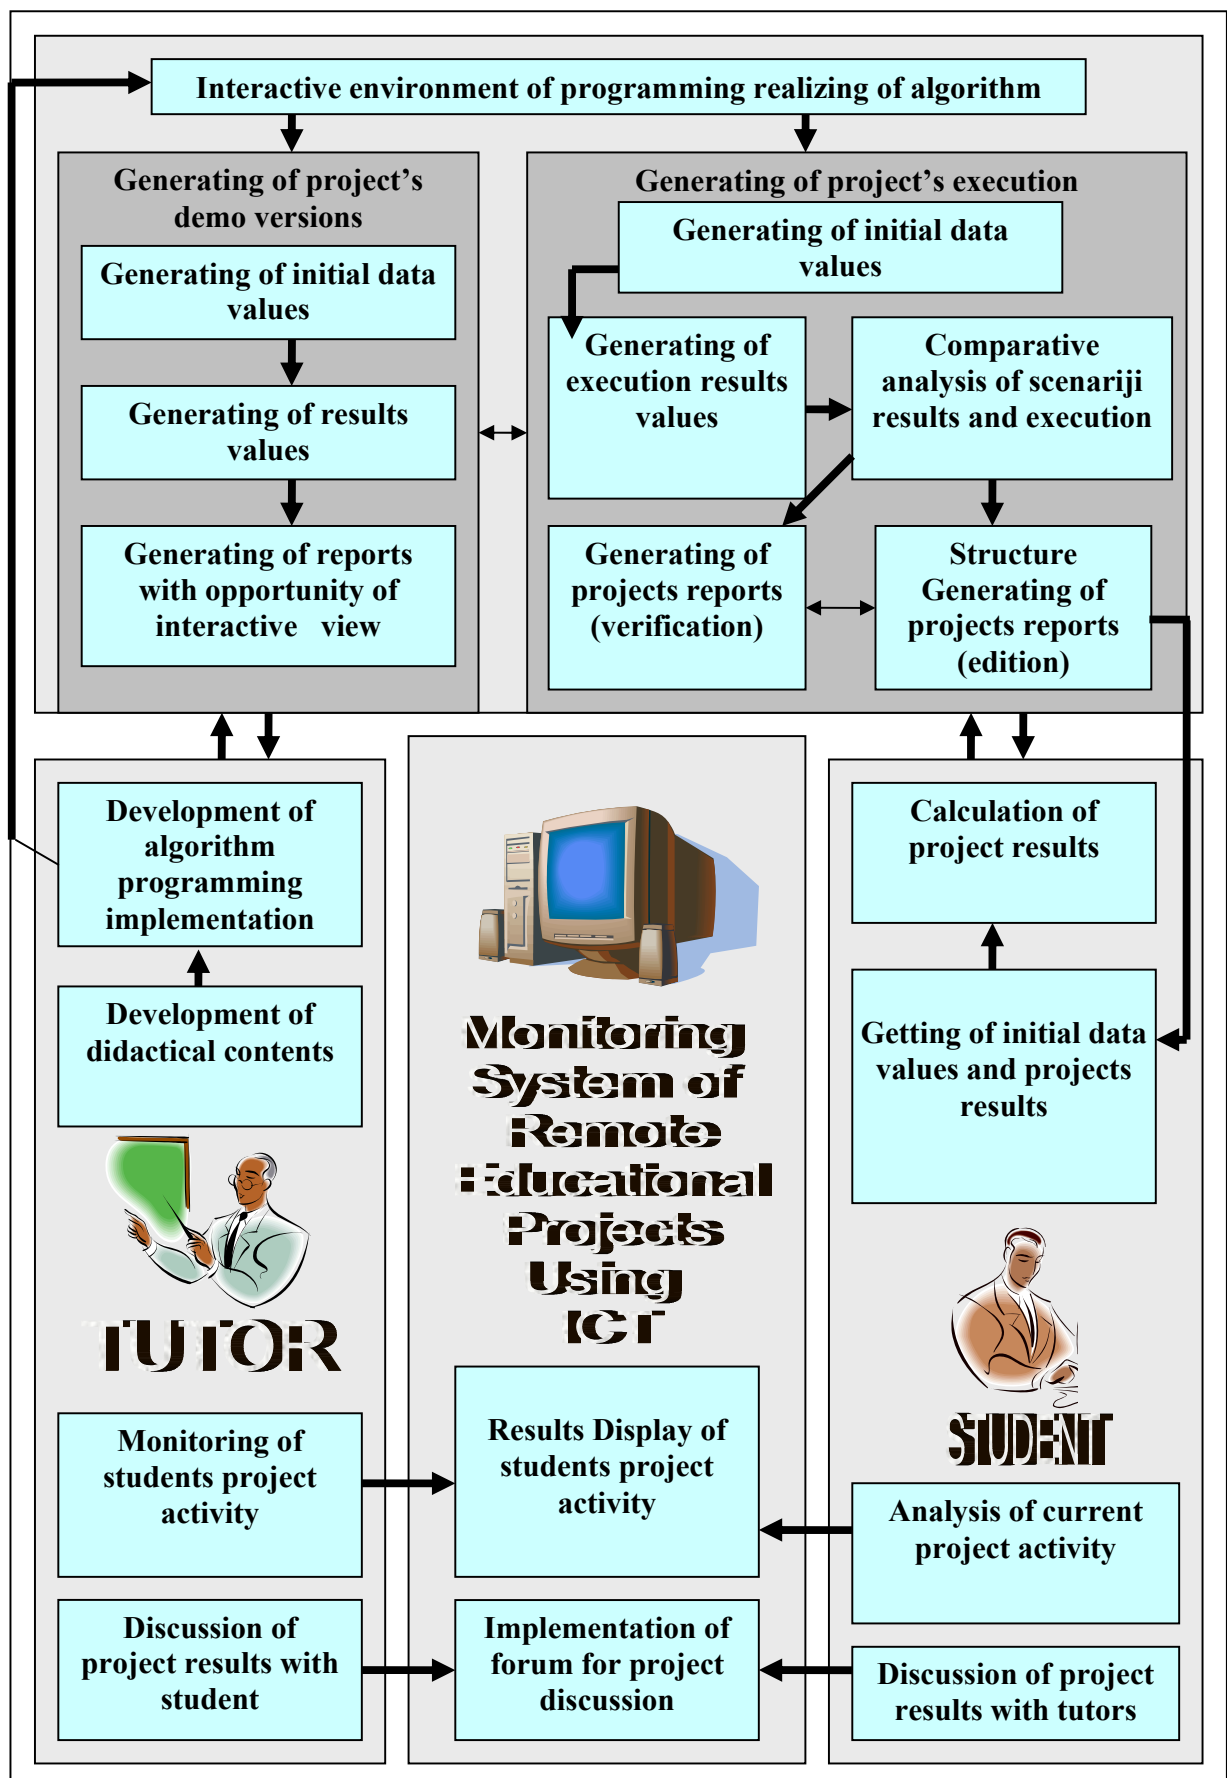 Interactive environment of programming realizing of algorithm
Generating of project's
demo versions
Generating of initial data
values
Generating of results
values
Generating of reports
with opportunity of
interactive view
Generating of project's execution
Generating of initial data
values
Generating of
execution results
values
Comparative
analysis of scenariji
results and execution
Generating of
projects reports
(verification)
Structure
Generating of
projects reports
(edition)
Development of
algorithm
programming
implementation
Development of
didactical contents
TUTOR
Monitoring of
students project
activity
Discussion of
project results with
student
Monitoring
System of
Remote
Educational
Projects
Using
ICT
Results Display of
students project
activity
Implementation of
forum for project
discussion
Calculation of
project results
Getting of initial data
values and projects
results
STUDENT
Analysis of current
project activity
Discussion of project
results with tutors